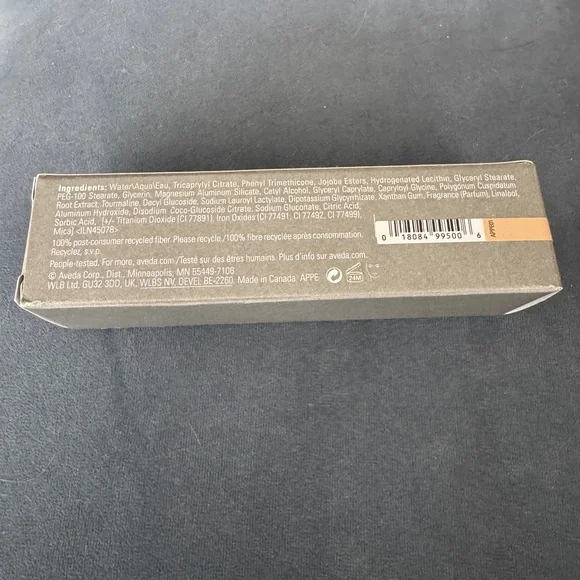 Ingredients: Water\Aqua\Eau, Tricaprylyl Citrate, Phenyl Trimethicone, Jojoba Esters, Hydrogenated Lecithin, Glyceryl Stearate,
PEG-100 Stearate, Glycerin, Magnesium Aluminum Silicate, Cetyl Alcohol, Glyceryl Caprylate, Capryloyl Glycine, Polygonum Cuspidatum
Root Extract, Tourmaline, Decyl Glucoside, Sodium Lauroyl Lactylate, Dipotassium Glycyrrhizate, Xanthan Gum, Fragrance (Parfum), Linalool,
Aluminum Hydroxide, Disodium Coco-Glucoside Citrate, Sodium Gluconate, Citric Acid,
Sorbic Acid, [+/- Titanium Dioxide (CI 77891), Iron Oxides (CI 77491, CI 77492, CI 77499),
Mica] <ILN45078>
100% post-consumer recycled fiber. Please recycle./100% fibre recyclée après consommation.
Recyclez, s.v.p.
People-tested. For more info, aveda.com./Testé sur des êtres humains. Plus d'info sur aveda.com.
© Aveda Corp., Dist., Minneapolis, MN 55449-7106
WLB Ltd, GU32 3DD, UK, WLBS NV, DEVEL BE-2260. Made in Canada. APPE
24M
0 18084 99500 6